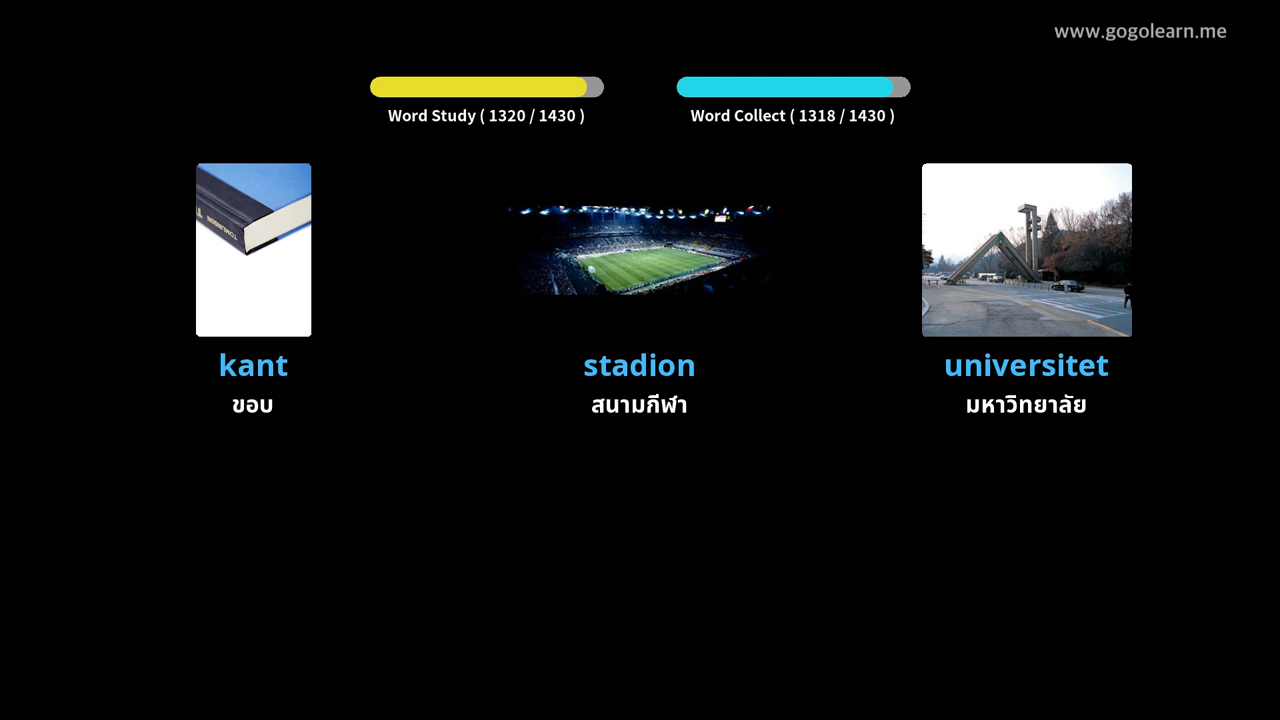 www.gogolearn.me
Word Study ( 1320 / 1430 )
Word Collect ( 1318 / 1430 )
TOMLINSON
kant
stadion
universitet
ขอบ
สนามกีฬา
มหาวิทยาลัย